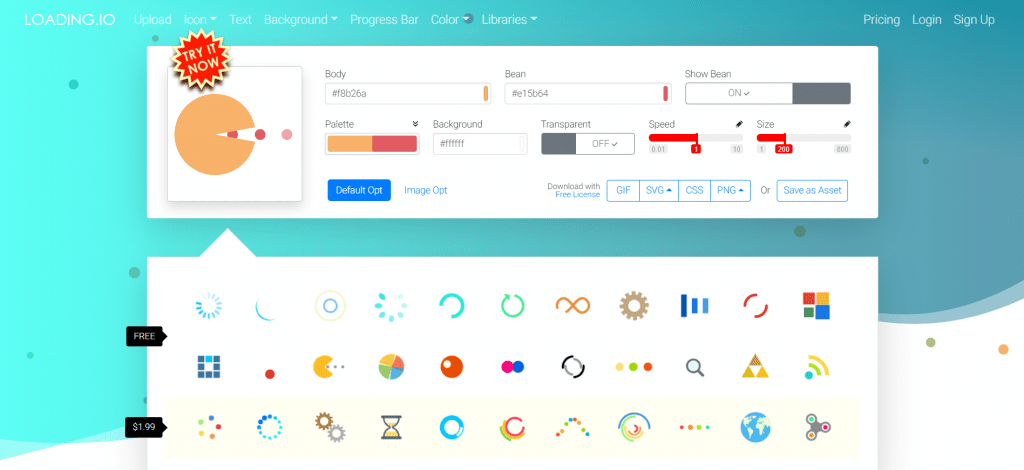 LOADING.IO Upload Icon Text Background Progress Bar Color Libraries Pricing Login Sign Up
TRY IT
NOW
Body Bean Show Bean
#f8b26a #e15b64 ON ✓
Palette Background Transparent Speed Size
#ffffff OFF ✓
0.01 1 10 1 200 800
Default Opt Image Opt Download with
Free License GIF SVG CSS PNG Or Save as Asset
FREE
$1.99